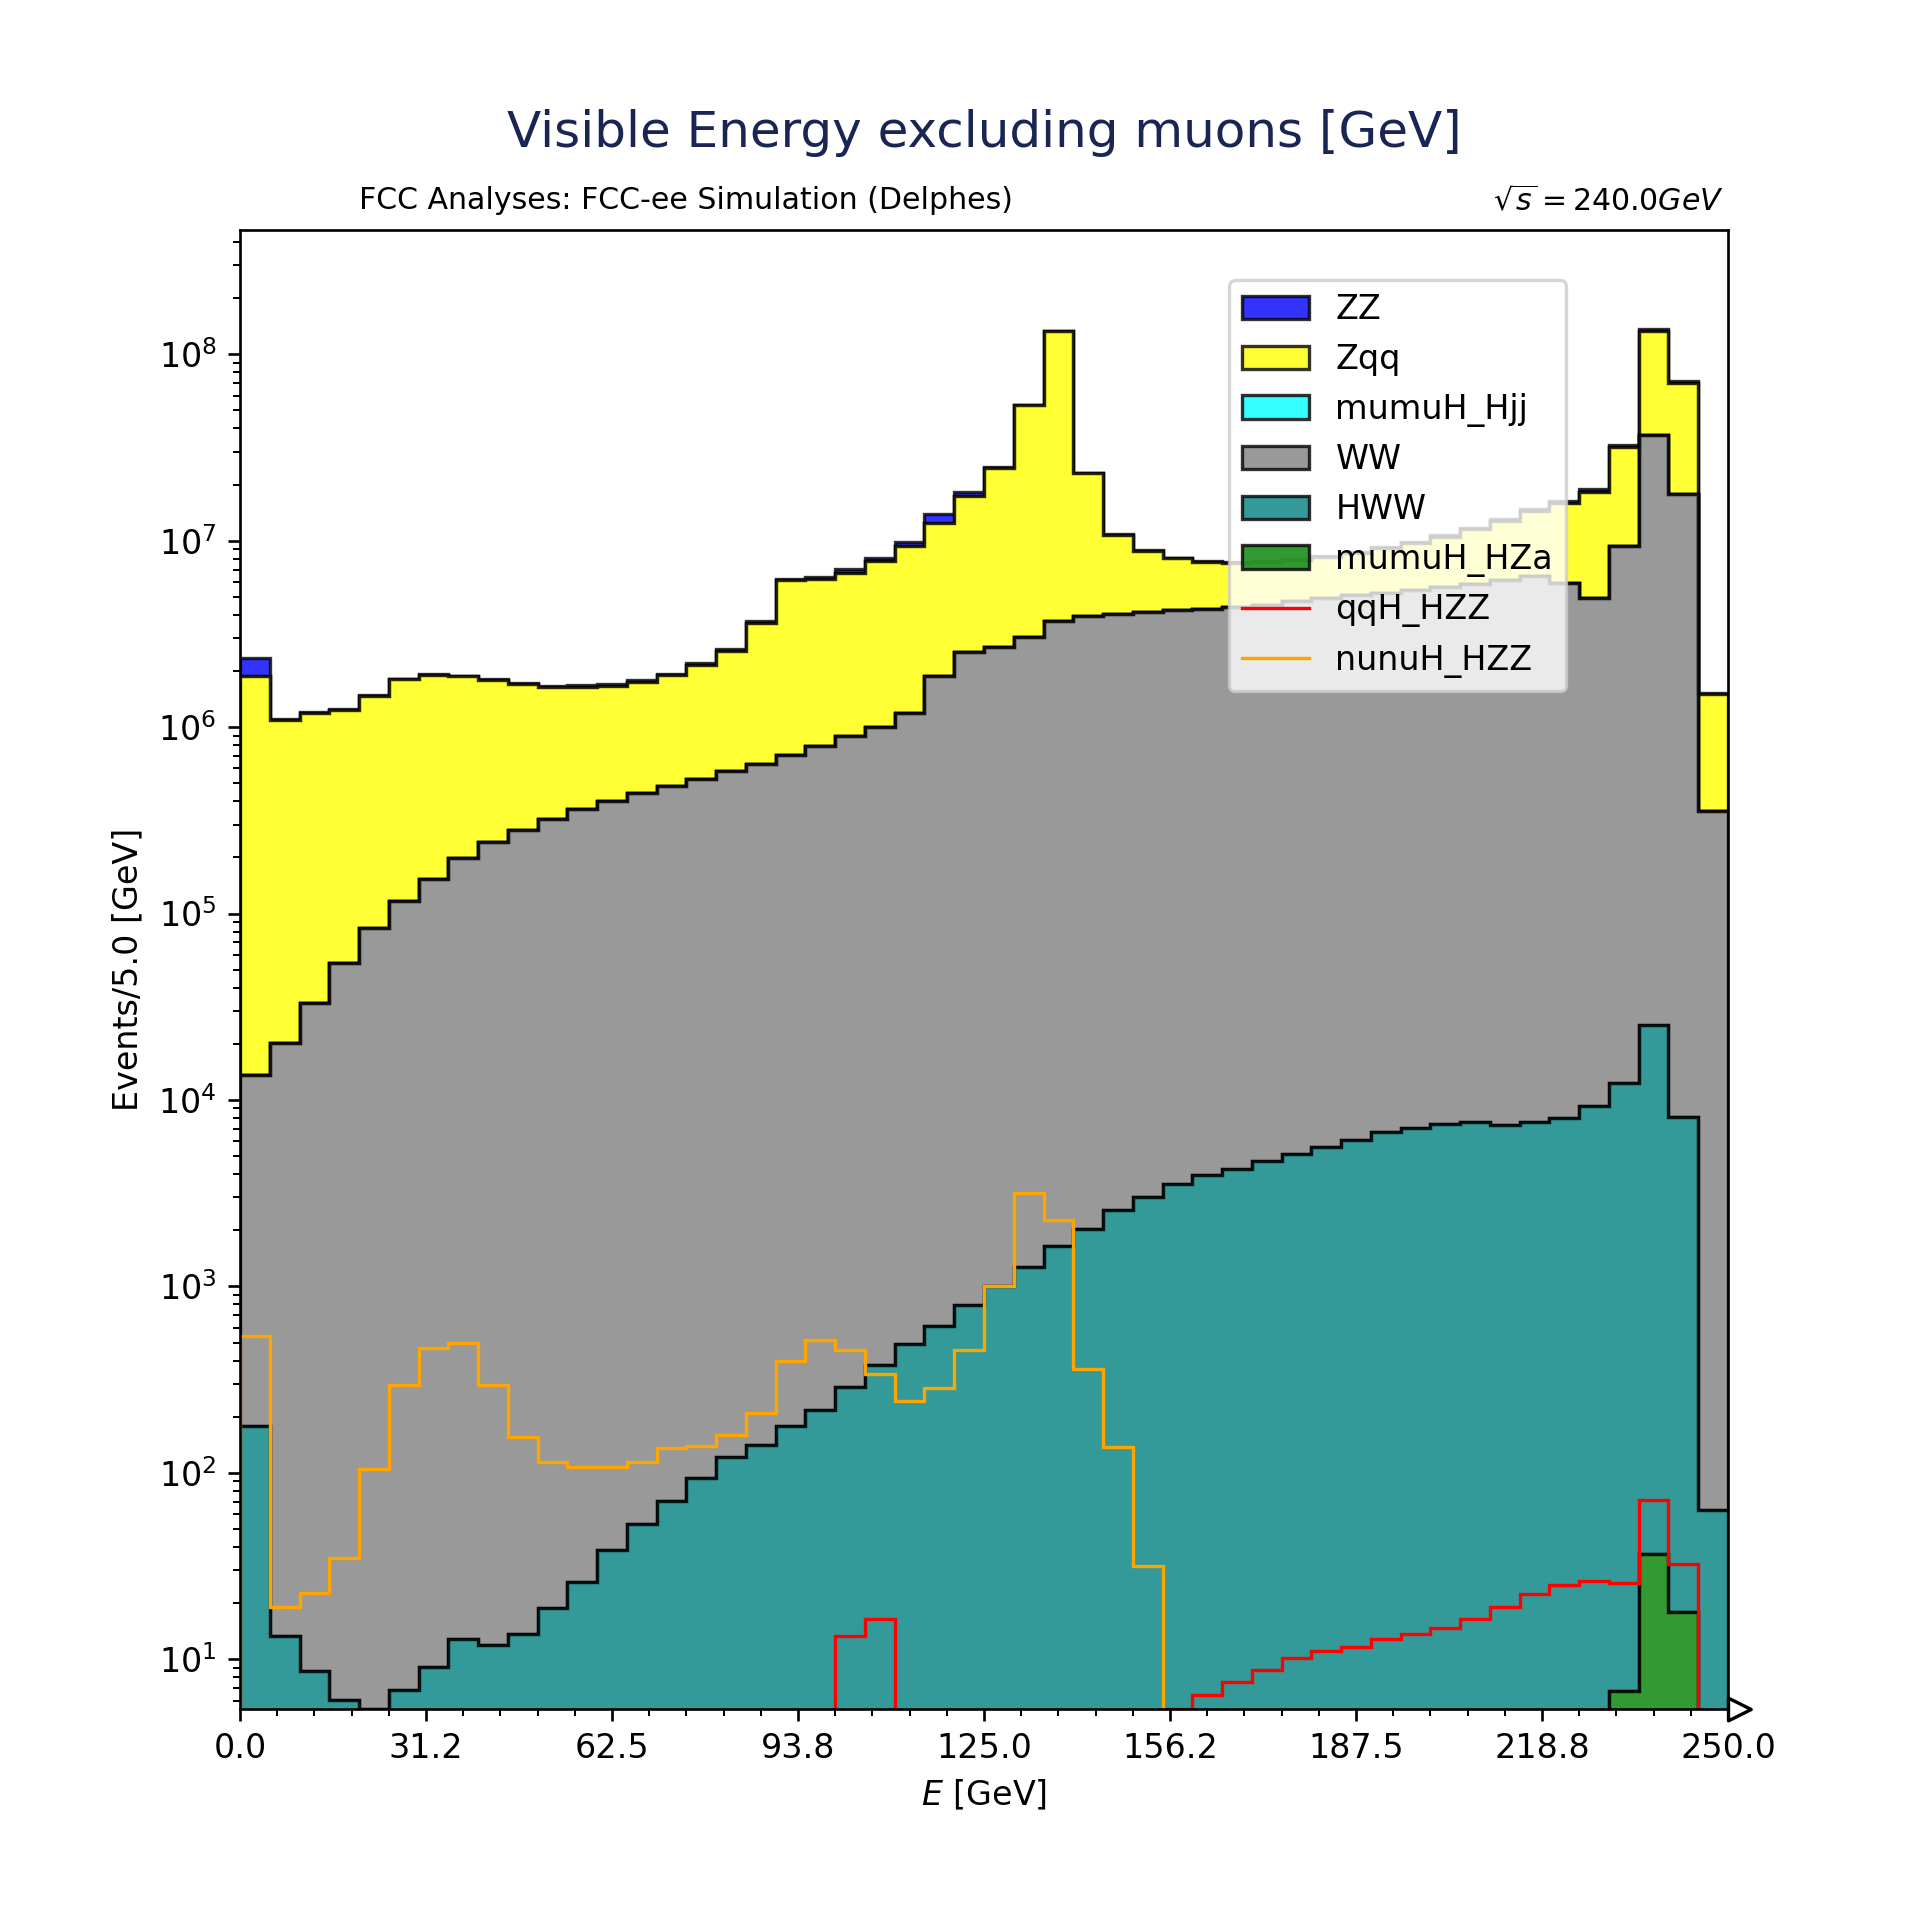 Visible Energy excluding muons [GeV]
FCC Analyses: FCC-ee Simulation (Delphes)
√s = 240.0GeV
ZZ
Zqq
mumuH_Hjj
WW
HWW
mumuH_HZa
qqH_HZZ
nunuH_HZZ
10⁸
10⁷
10⁶
10⁵
10⁴
10³
10²
10¹
Events/5.0 [GeV]
0.0 31.2 62.5 93.8 125.0 156.2 187.5 218.8 250.0
E [GeV]